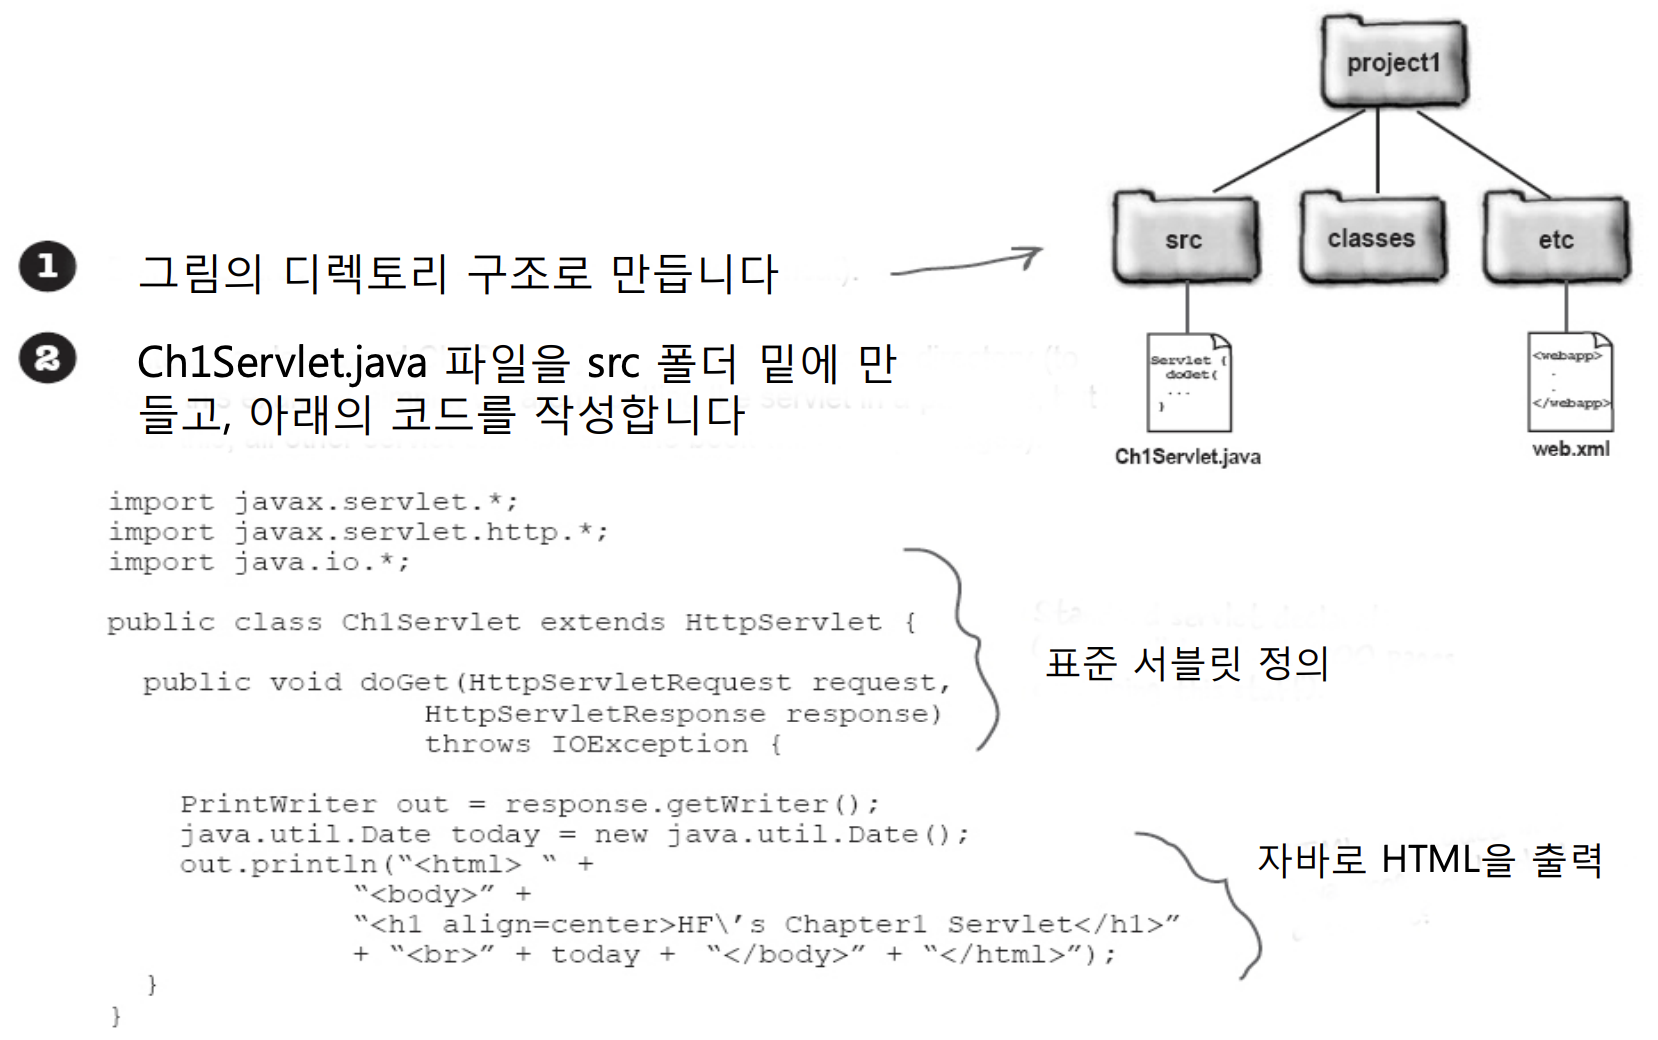 project1
src
classes
etc
1 그림의 디렉토리 구조로 만듭니다
2 Ch1Servlet.java 파일을 src 폴더 밑에 만
들고, 아래의 코드를 작성합니다
Servlet {
doGet(
...
}
Ch1Servlet.java
<webapp>
.
.
</webapp>
web.xml
import javax.servlet.*;
import javax.servlet.http.*;
import java.io.*;
public class Ch1Servlet extends HttpServlet {
public void doGet(HttpServletRequest request,
HttpServletResponse response)
throws IOException {
표준 서블릿 정의
PrintWriter out = response.getWriter();
java.util.Date today = new java.util.Date();
out.println(“<html> “ +
“<body>” +
“<h1 align=center>HF\’s Chapter1 Servlet</h1>”
+ “<br>” + today + “</body>” + “</html>”);
}
}
자바로 HTML을 출력